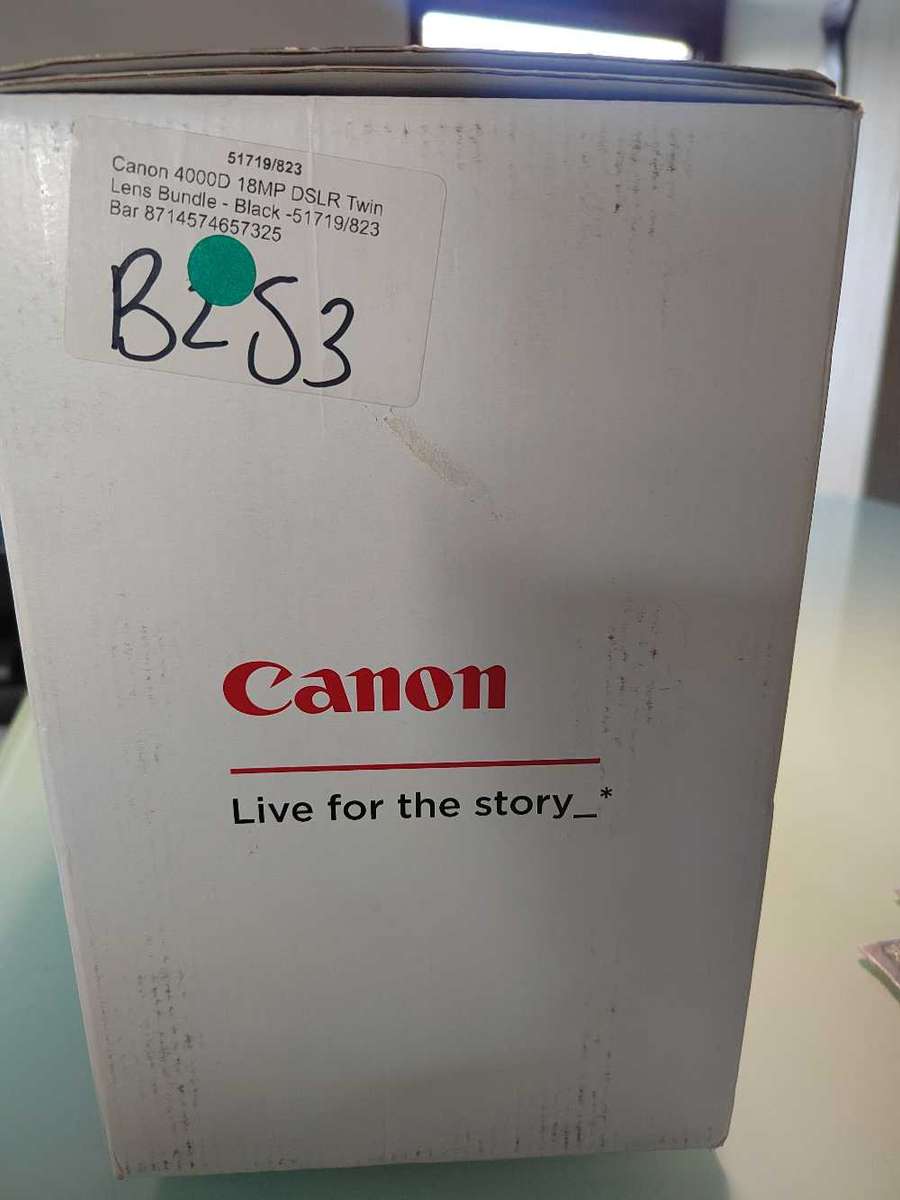 51719/823
Canon 4000D 18MP DSLR Twin
Lens Bundle - Black -51719/823
Bar 8714574657325
B2S3
Canon
Live for the story_*